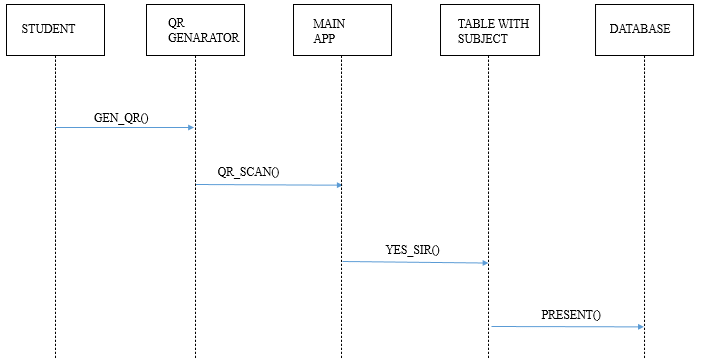 STUDENT
QR
GENARATOR
MAIN
APP
TABLE WITH
SUBJECT
DATABASE
GEN_QR()
QR_SCAN()
YES_SIR()
PRESENT()